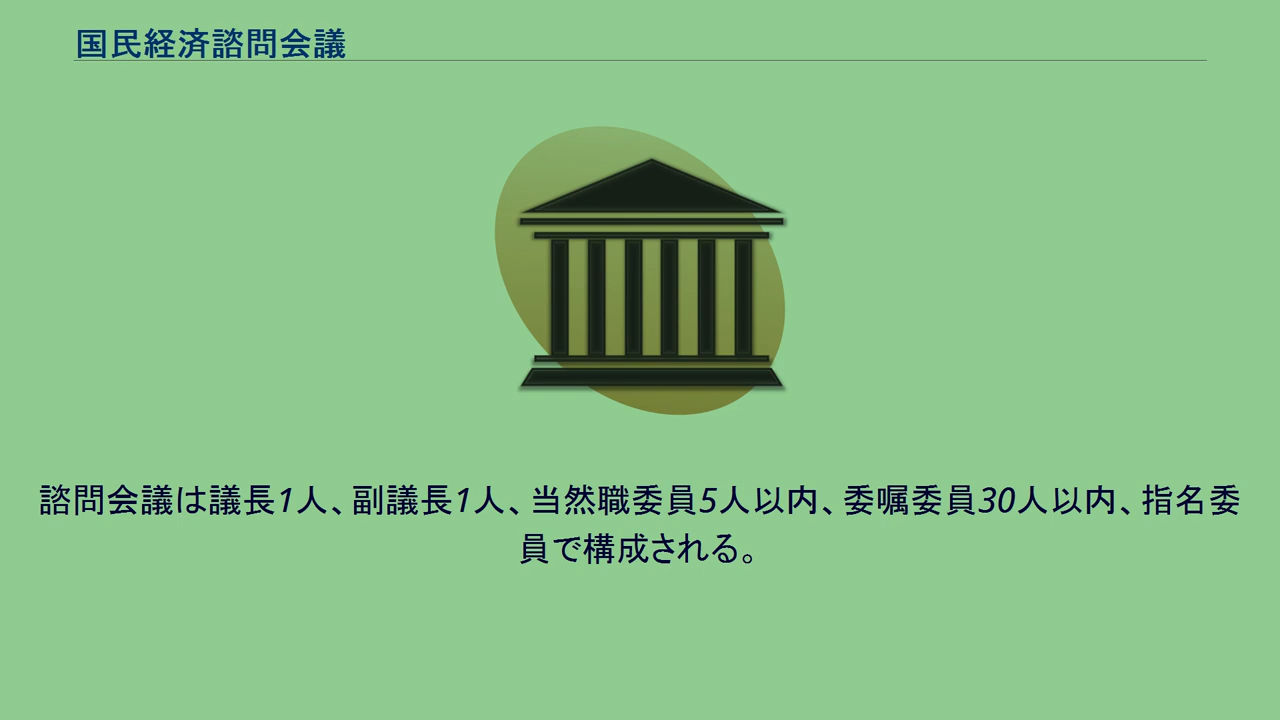 国民経済諮問会議
諮問会議は議長1人、副議長1人、当然職委員5人以内、委嘱委員30人以内、指名委
員で構成される。